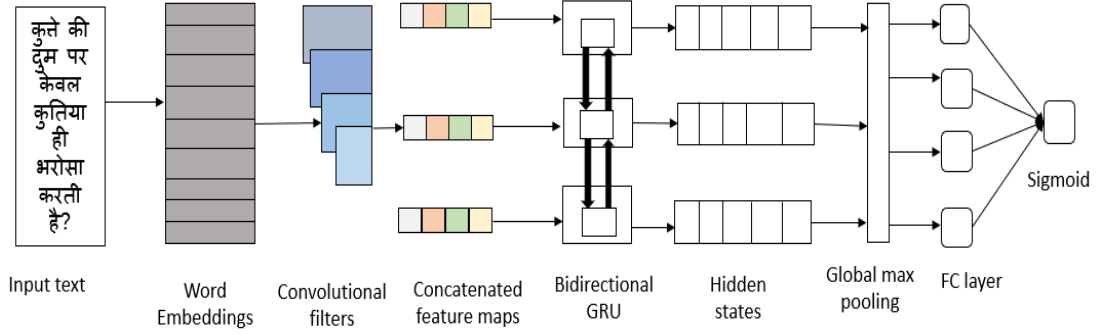 कुत्ते की
दुम पर
केवल
कुतिया
ही
भरोसा
करती
है?
Input text
Word
Embeddings
Convolutional
filters
Concatenated
feature maps
Bidirectional
GRU
Hidden
states
Global max
pooling
FC layer
Sigmoid